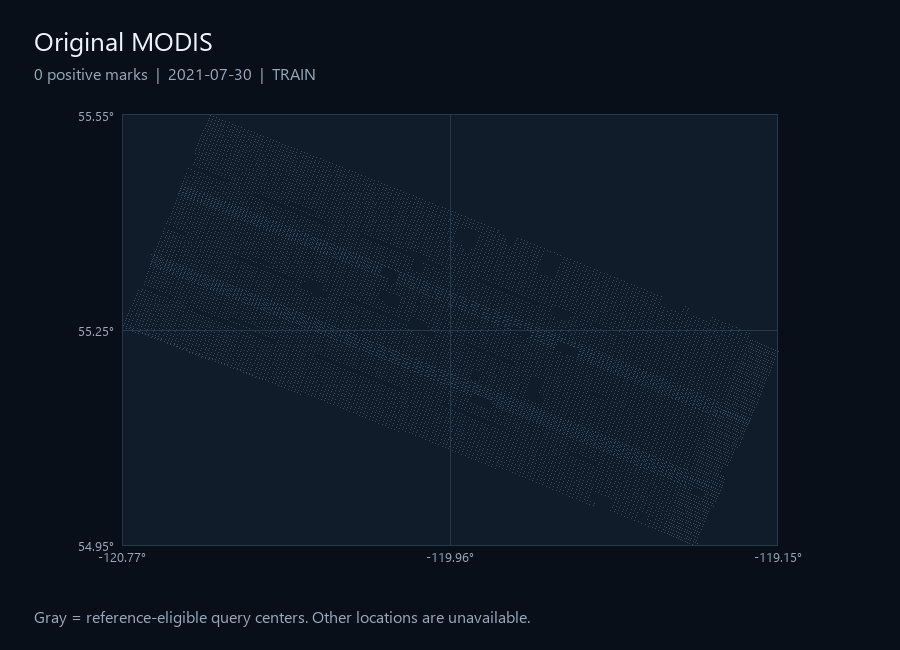 Original MODIS
0 positive marks | 2021-07-30 | TRAIN
55.55°
55.25°
54.95°
-120.77° -119.96° -119.15°
Gray = reference-eligible query centers. Other locations are unavailable.